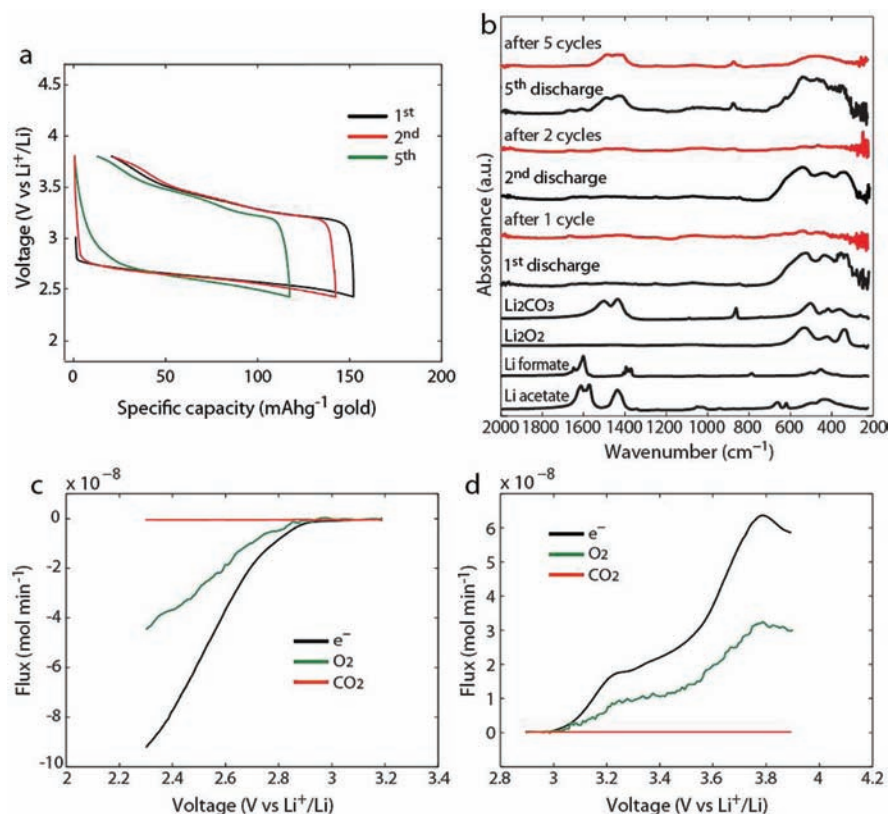 a
Voltage (V vs Li⁺/Li)
4.5
4
3.5
3
2.5
2
1st
2nd
5th
0
50
100
150
200
Specific capacity (mAhg⁻¹ gold)
b
Absorbance (a.u.)
after 5 cycles
5th discharge
after 2 cycles
2nd discharge
after 1 cycle
1st discharge
Li₂CO₃
Li₂O₂
Li formate
Li acetate
2000 1800 1600 1400 1200 1000 800 600 400 200
Wavenumber (cm⁻¹)
c
x 10⁻⁸
Flux (mol min⁻¹)
0
-2
-4
-6
-8
-10
e⁻
O₂
CO₂
2
2.2
2.4
2.6
2.8
3
3.2
3.4
Voltage (V vs Li⁺/Li)
d
x 10⁻⁸
Flux (mol min⁻¹)
6
5
4
3
2
1
0
e⁻
O₂
CO₂
2.8
3
3.2
3.4
3.6
3.8
4
4.2
Voltage (V vs Li⁺/Li)